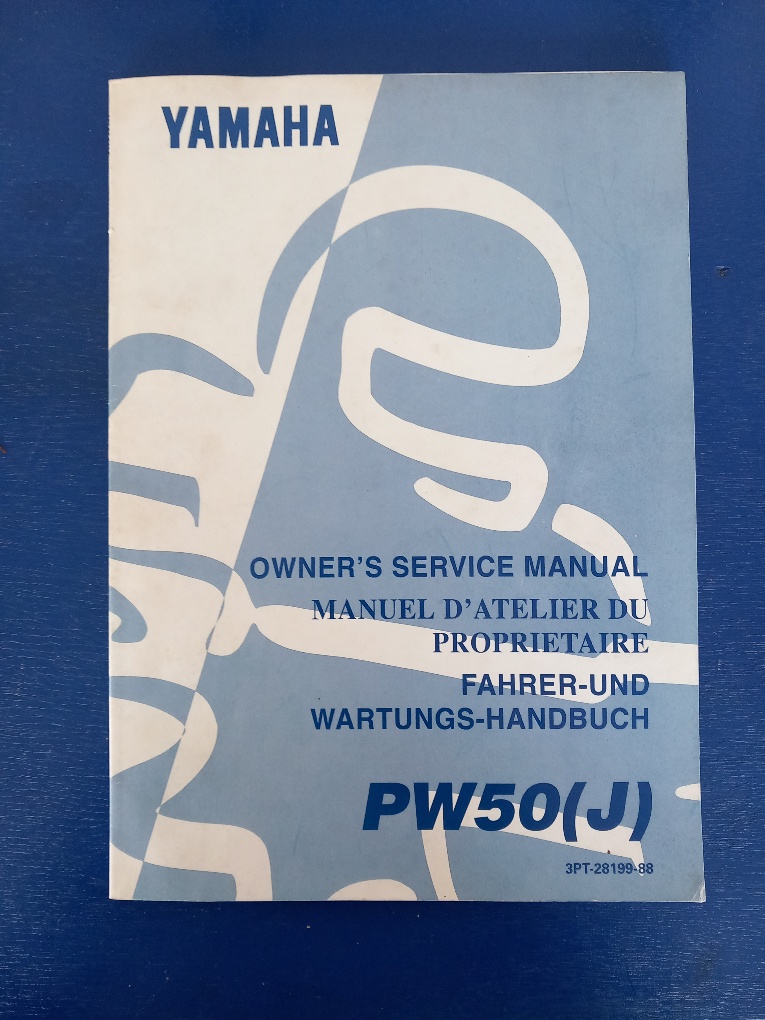 YAMAHA
OWNER'S SERVICE MANUAL
MANUEL D'ATELIER DU
PROPRIETAIRE
FAHRER-UND
WARTUNGS-HANDBUCH
PW50(J)
3PT-28199-88